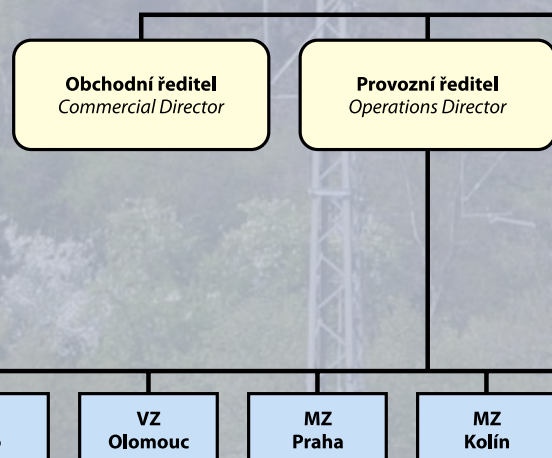 Obchodní ředitel
Commercial Director
Provozní ředitel
Operations Director
VZ
Olomouc
MZ
Praha
MZ
Kolín